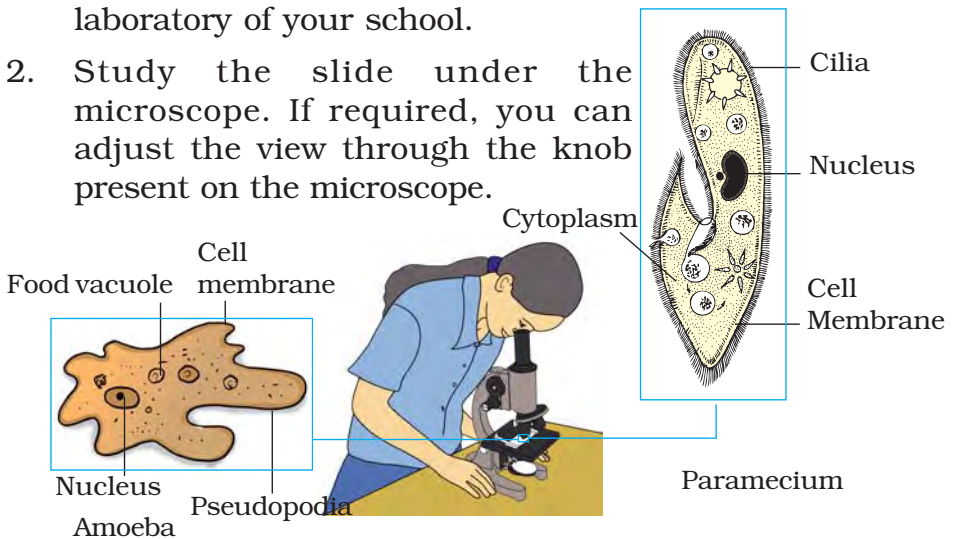 laboratory of your school.
2. Study the slide under the
microscope. If required, you can
adjust the view through the knob
present on the microscope.
Cilia
Nucleus
Cytoplasm
Cell
Membrane
Paramecium
Cell
membrane
Food vacuole
Nucleus
Pseudopodia
Amoeba